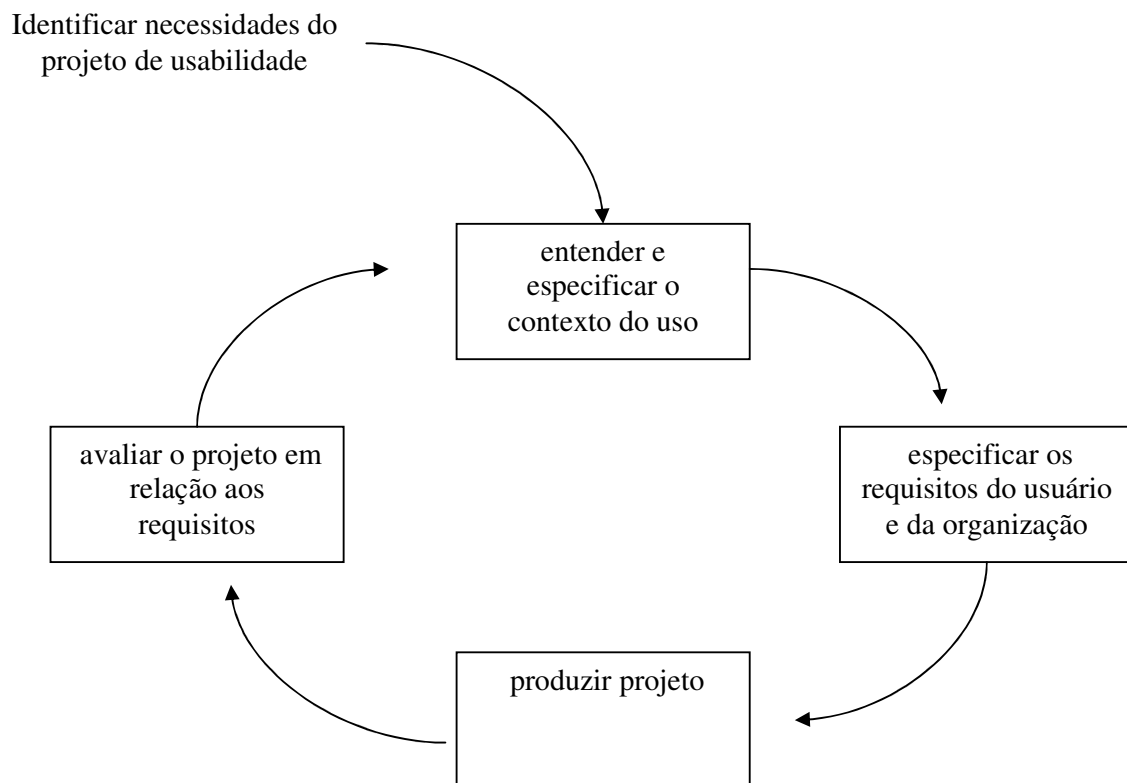 Identificar necessidades do
projeto de usabilidade
entender e
especificar o
contexto do uso
avaliar o projeto em
relação aos
requisitos
especificar os
requisitos do usuário
e da organização
produzir projeto